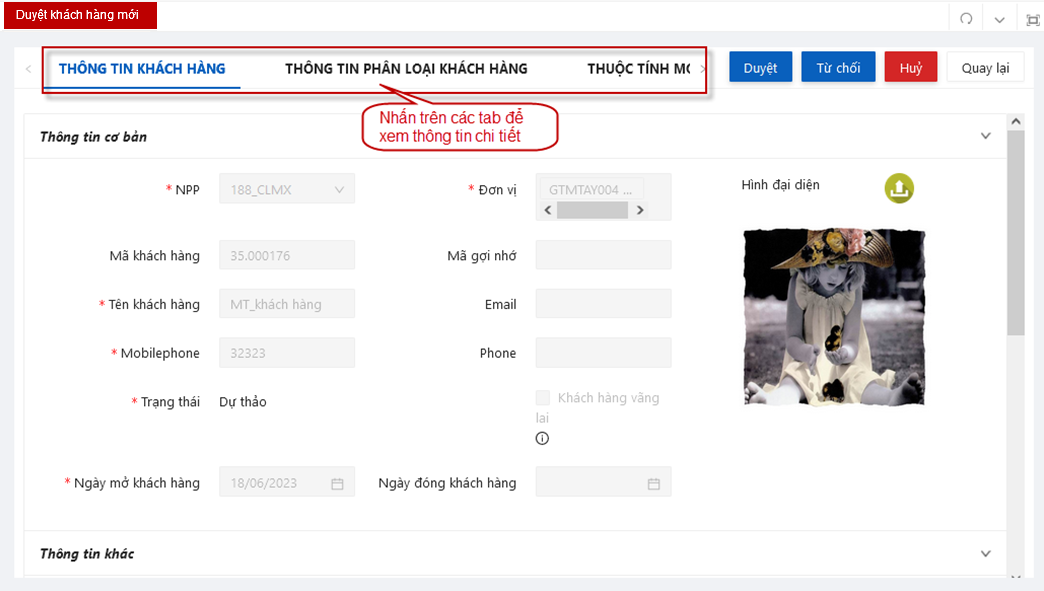 Duyệt khách hàng mới
THÔNG TIN KHÁCH HÀNG THÔNG TIN PHÂN LOẠI KHÁCH HÀNG THUỘC TÍNH Duyệt Từ chối Huỷ Quay lại
Nhấn trên các tab để
xem thông tin chi tiết
Thông tin cơ bản
* NPP 188_CLMX * Đơn vị GTMTAY004 ... Hình đại diện
Mã khách hàng 35.000176 Mã gợi nhớ
* Tên khách hàng MT_khách hàng Email
* Mobilephone 32323 Phone
* Trạng thái Dự thảo Khách hàng vãng
lai
* Ngày mở khách hàng 18/06/2023 Ngày đóng khách hàng
Thông tin khác